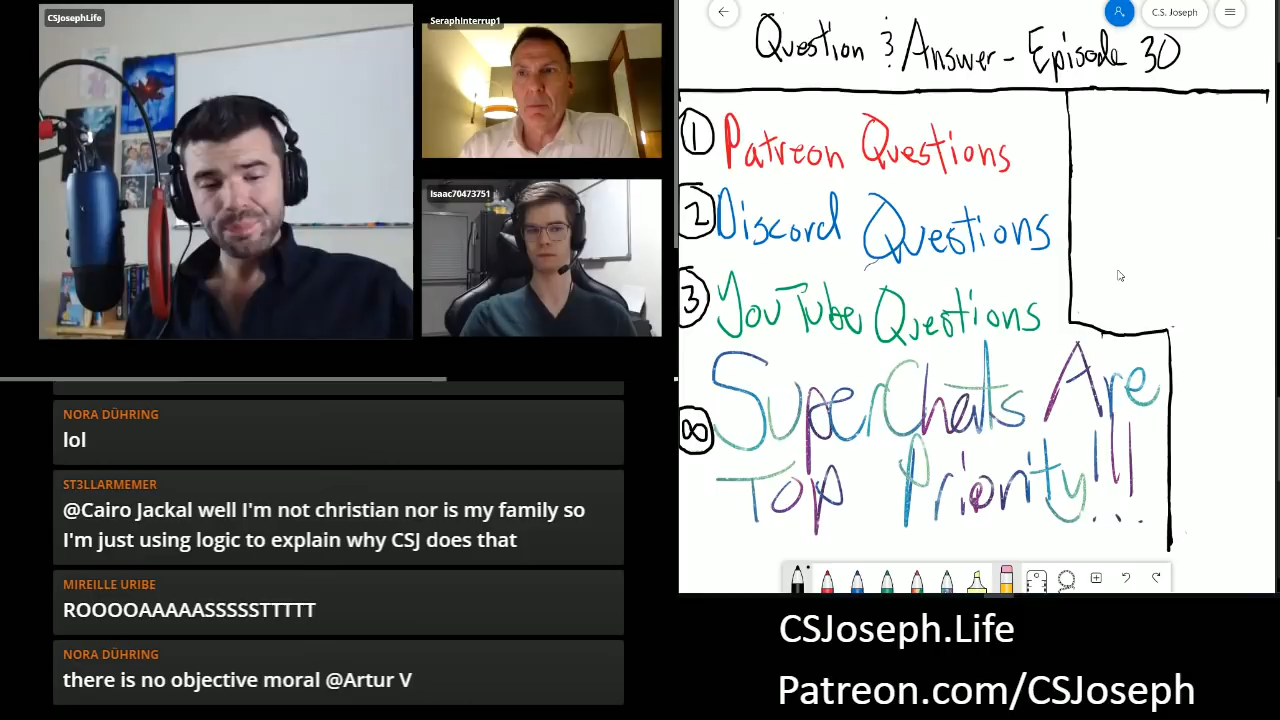 CSJosephLife
SeraphInterrup1
Isaac70473751
C.S. Joseph
Question & Answer - Episode 30
1 Patreon Questions
2 Discord Questions
3 YouTube Questions
∞ SuperChats Are
Top Priority!!!
NORA DÜHRING
lol
ST3LLARMEMER
@Cairo Jackal well I'm not christian nor is my family so
I'm just using logic to explain why CSJ does that
MIREILLE URIBE
ROOOOAAAAASSSSSTTTTT
NORA DÜHRING
there is no objective moral @Artur V
CSJoseph.Life
Patreon.com/CSJoseph